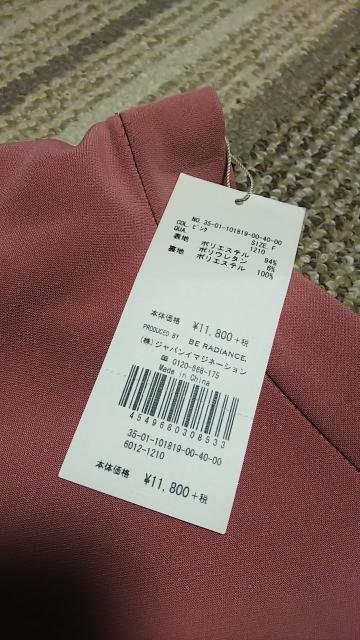 NO. 35-01-101819-00-40-00
COL. ピンク SIZE. F
QUA. 1210
表地 ポリエステル 94%
ポリウレタン 6%
裏地 ポリエステル 100%
本体価格 ¥11,800+税
PRODUCED BY BE RADIANCE.
(株)ジャパンイマジネーション
0120-868-175
Made in China
4549660308533
35-01-101819-00-40-00
6012-1210
本体価格 ¥11,800+税